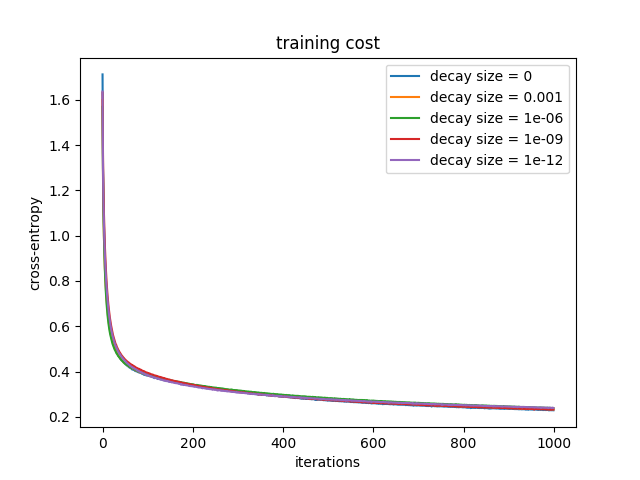 training cost
decay size = 0
decay size = 0.001
decay size = 1e-06
decay size = 1e-09
decay size = 1e-12
cross-entropy
1.6
1.4
1.2
1.0
0.8
0.6
0.4
0.2
0 200 400 600 800 1000
iterations